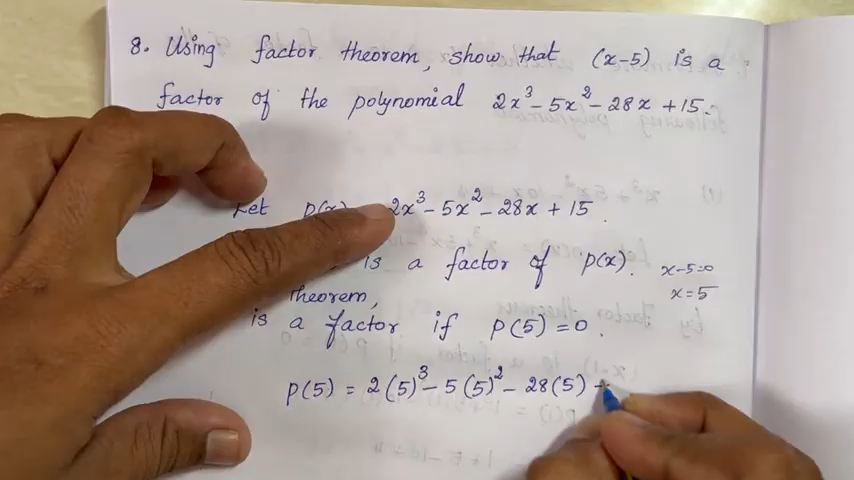 8. Using factor theorem, show that (x-5) is a
factor of the polynomial 2x³ - 5x² - 28x + 15.
Let p(x) 2x³ - 5x² - 28x + 15.
is a factor of p(x). x-5=0
x=5
theorem,
is a factor if p(5) = 0.
p(5) = 2(5)³ - 5(5)² - 28(5) +